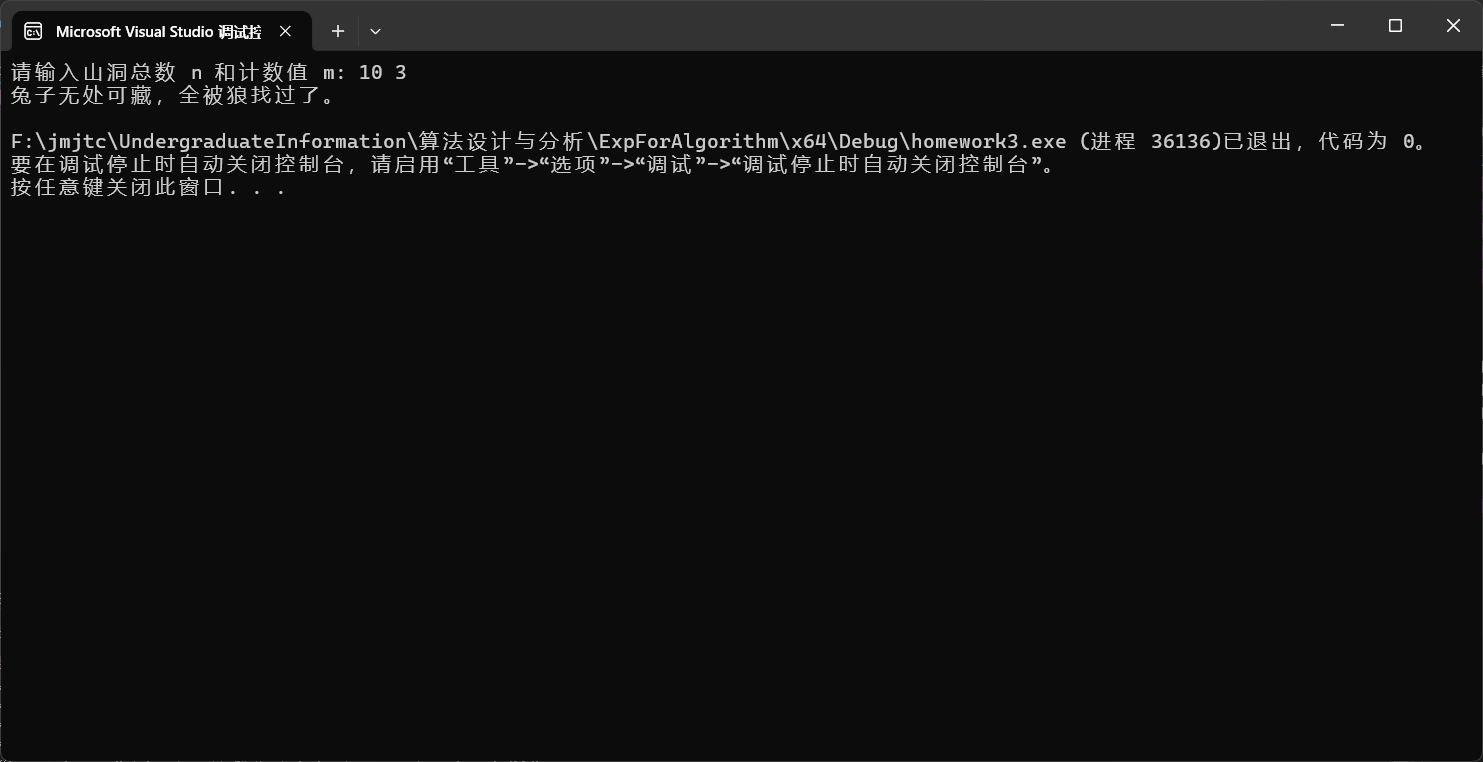 Microsoft Visual Studio 调试控
请输入山洞总数 n 和计数值 m: 10 3
兔子无处可藏，全被狼找过了。
F:\jmjtc\UndergraduateInformation\算法设计与分析\ExpForAlgorithm\x64\Debug\homework3.exe (进程 36136)已退出，代码为 0。
要在调试停止时自动关闭控制台，请启用“工具”->“选项”->“调试”->“调试停止时自动关闭控制台”。
按任意键关闭此窗口. . .